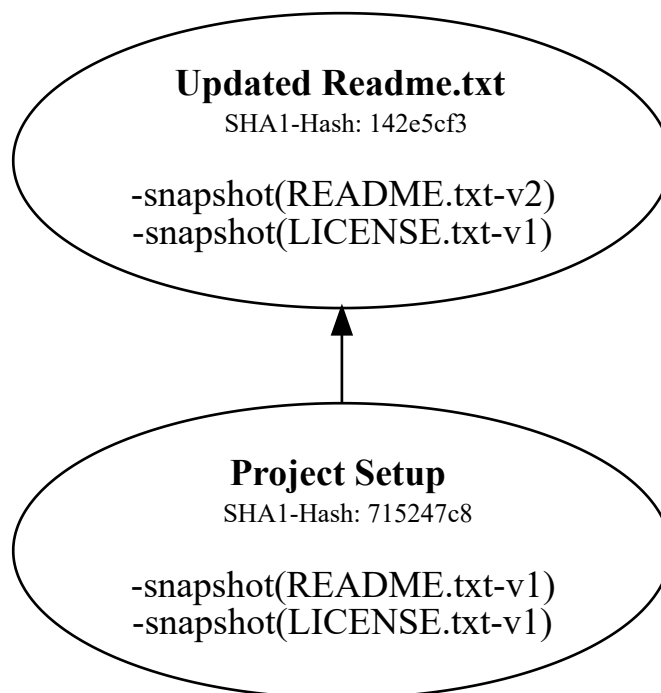 Updated Readme.txt
SHA1-Hash: 142e5cf3
-snapshot(README.txt-v2)
-snapshot(LICENSE.txt-v1)
Project Setup
SHA1-Hash: 715247c8
-snapshot(README.txt-v1)
-snapshot(LICENSE.txt-v1)